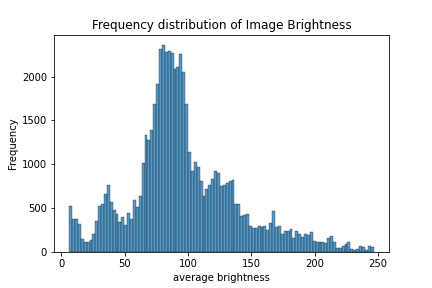 Frequency distribution of Image Brightness
2000
1500
1000
500
0
Frequency
0 50 100 150 200 250
average brightness